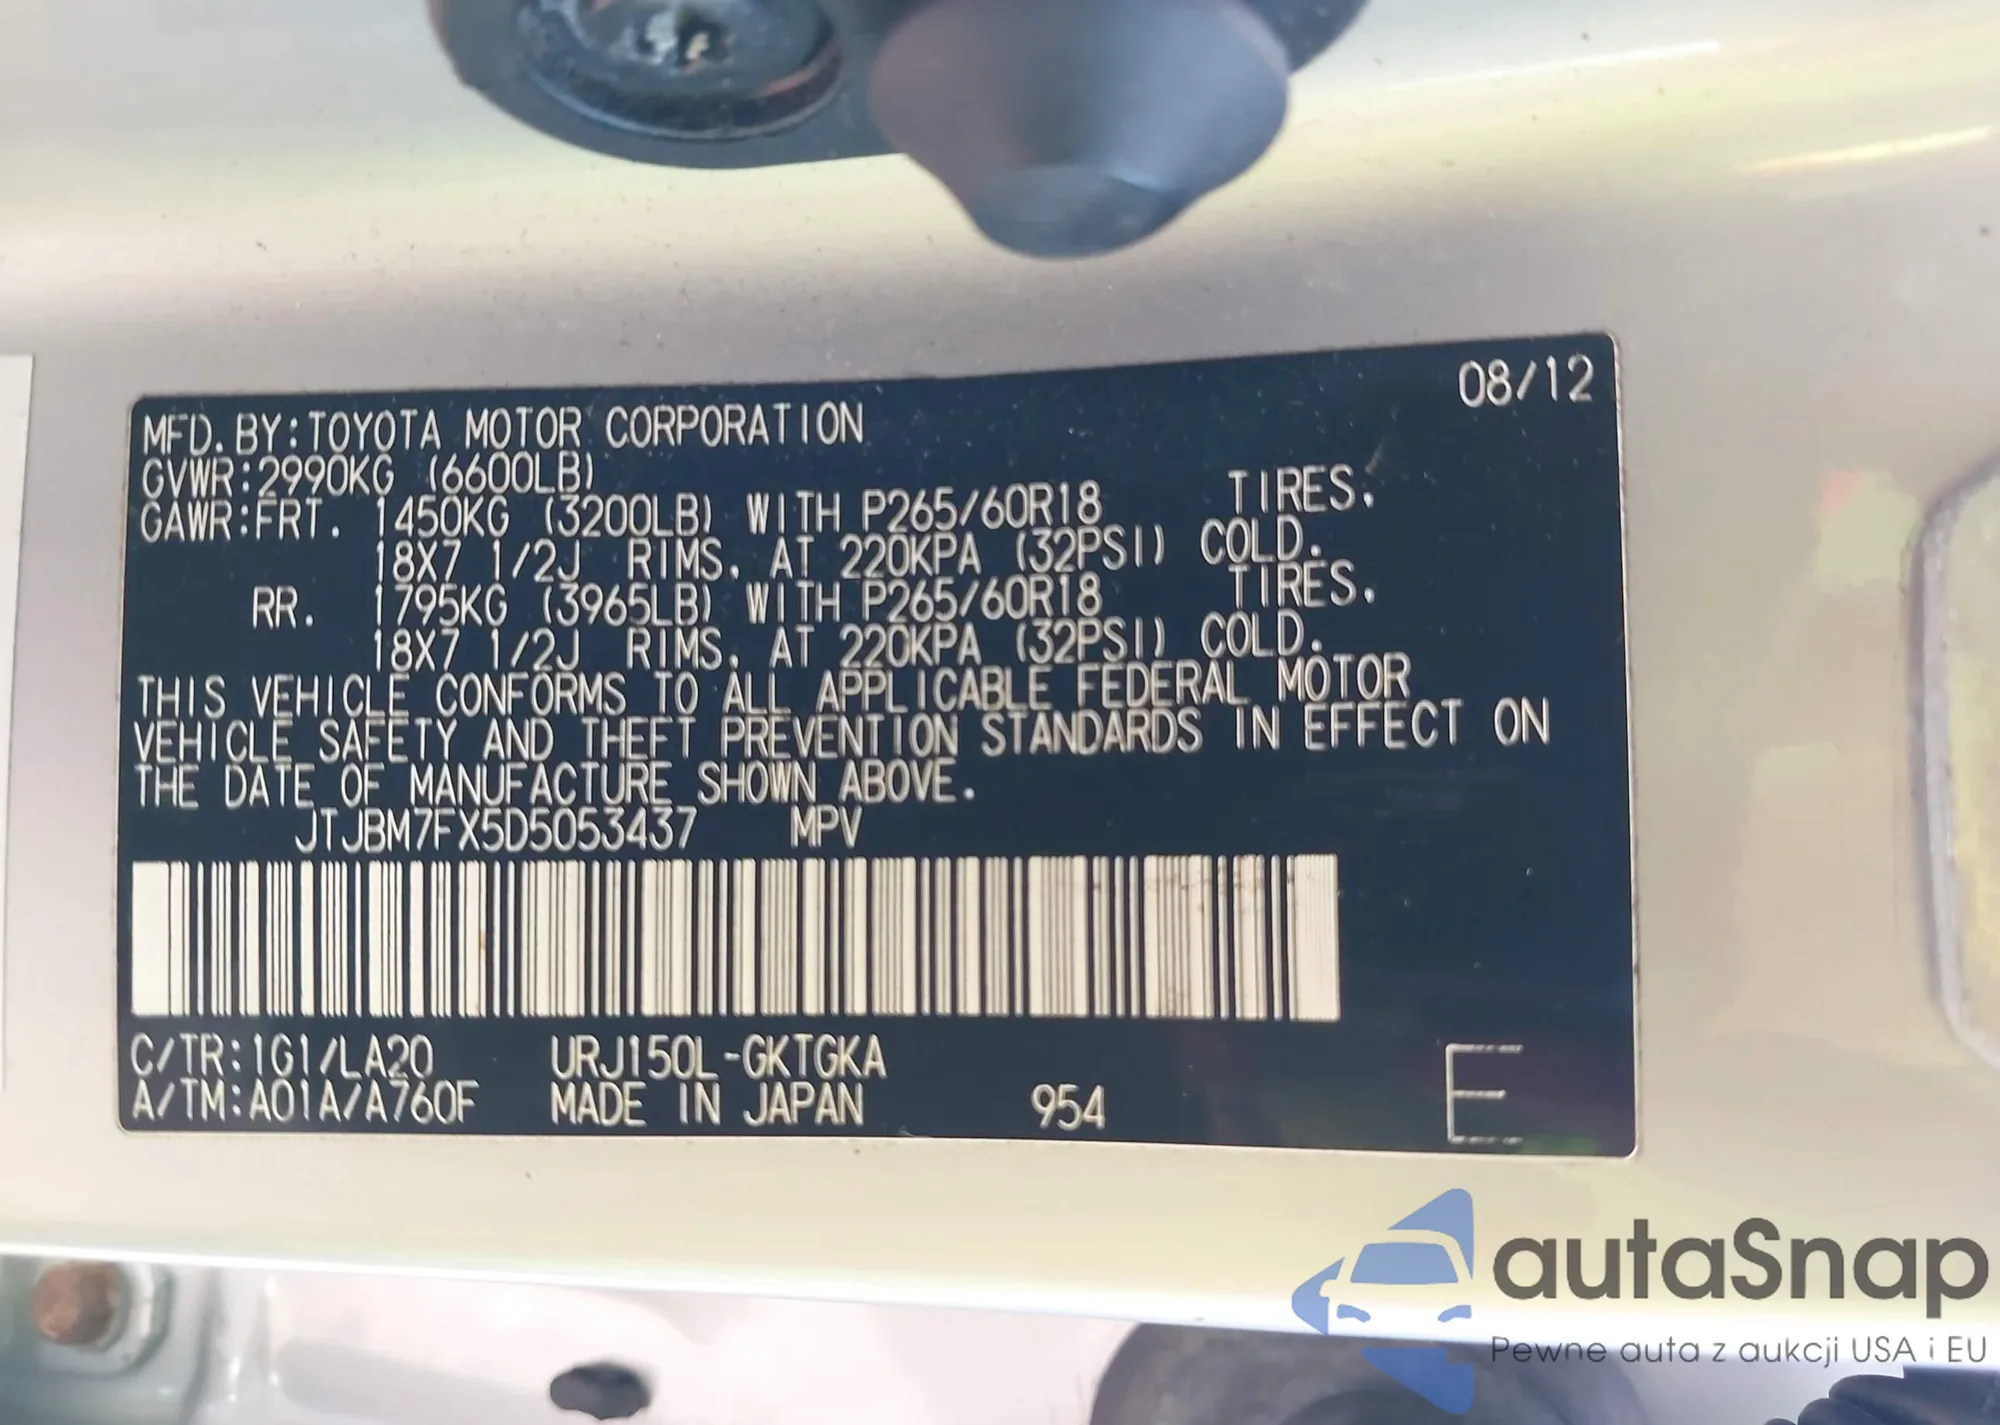 08/12
MFD.BY:TOYOTA MOTOR CORPORATION
GVWR:2990KG (6600LB)
GAWR:FRT. 1450KG (3200LB) WITH P265/60R18 TIRES.
18X7 1/2J RIMS, AT 220KPA (32PSI) COLD.
RR. 1795KG (3965LB) WITH P265/60R18 TIRES.
18X7 1/2J RIMS, AT 220KPA (32PSI) COLD.
THIS VEHICLE CONFORMS TO ALL APPLICABLE FEDERAL MOTOR
VEHICLE SAFETY AND THEFT PREVENTION STANDARDS IN EFFECT ON
THE DATE OF MANUFACTURE SHOWN ABOVE.
JTJBM7FX5D5053437 MPV
C/TR:1G1/LA20 URJ150L-GKTGKA
A/TM:A01A/A760F MADE IN JAPAN 954 E
autaSnap
Pewne auta z aukcji USA i EU